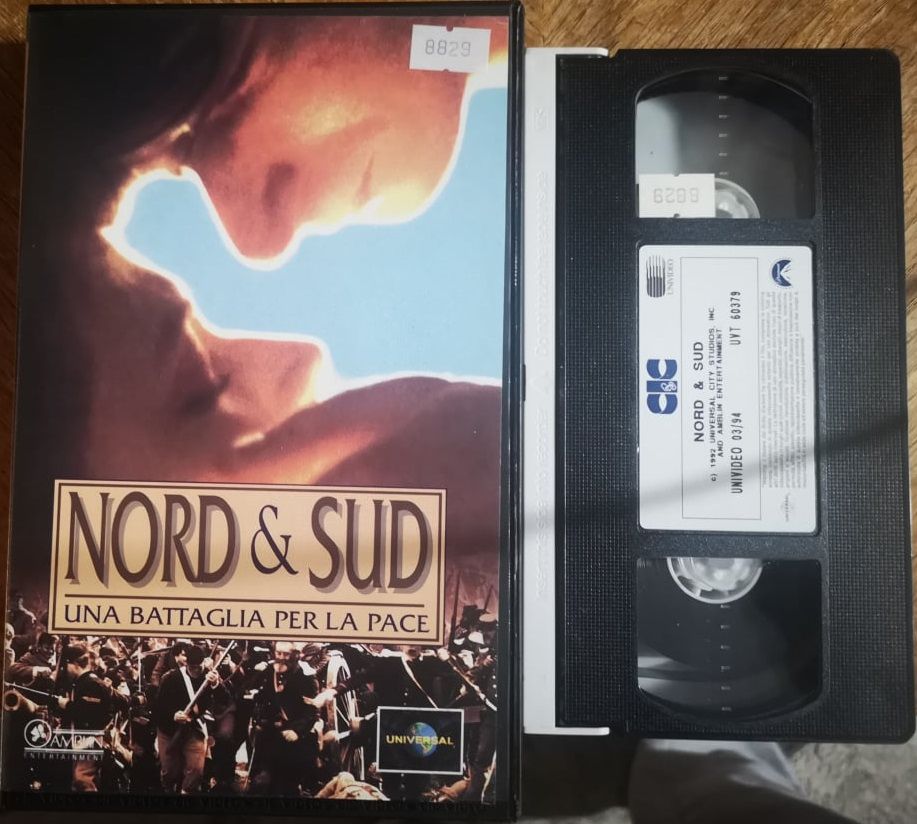 8829
NORD & SUD
UNA BATTAGLIA PER LA PACE
AMBLIN
ENTERTAINMENT
UNIVERSAL
8829
UNIVIDEO
CIC
NORD & SUD
c) 1992 UNIVERSAL CITY STUDIOS, INC.
AND AMBLIN ENTERTAINMENT
UNIVIDEO 03/94 UVT 60379
UNIVERSAL